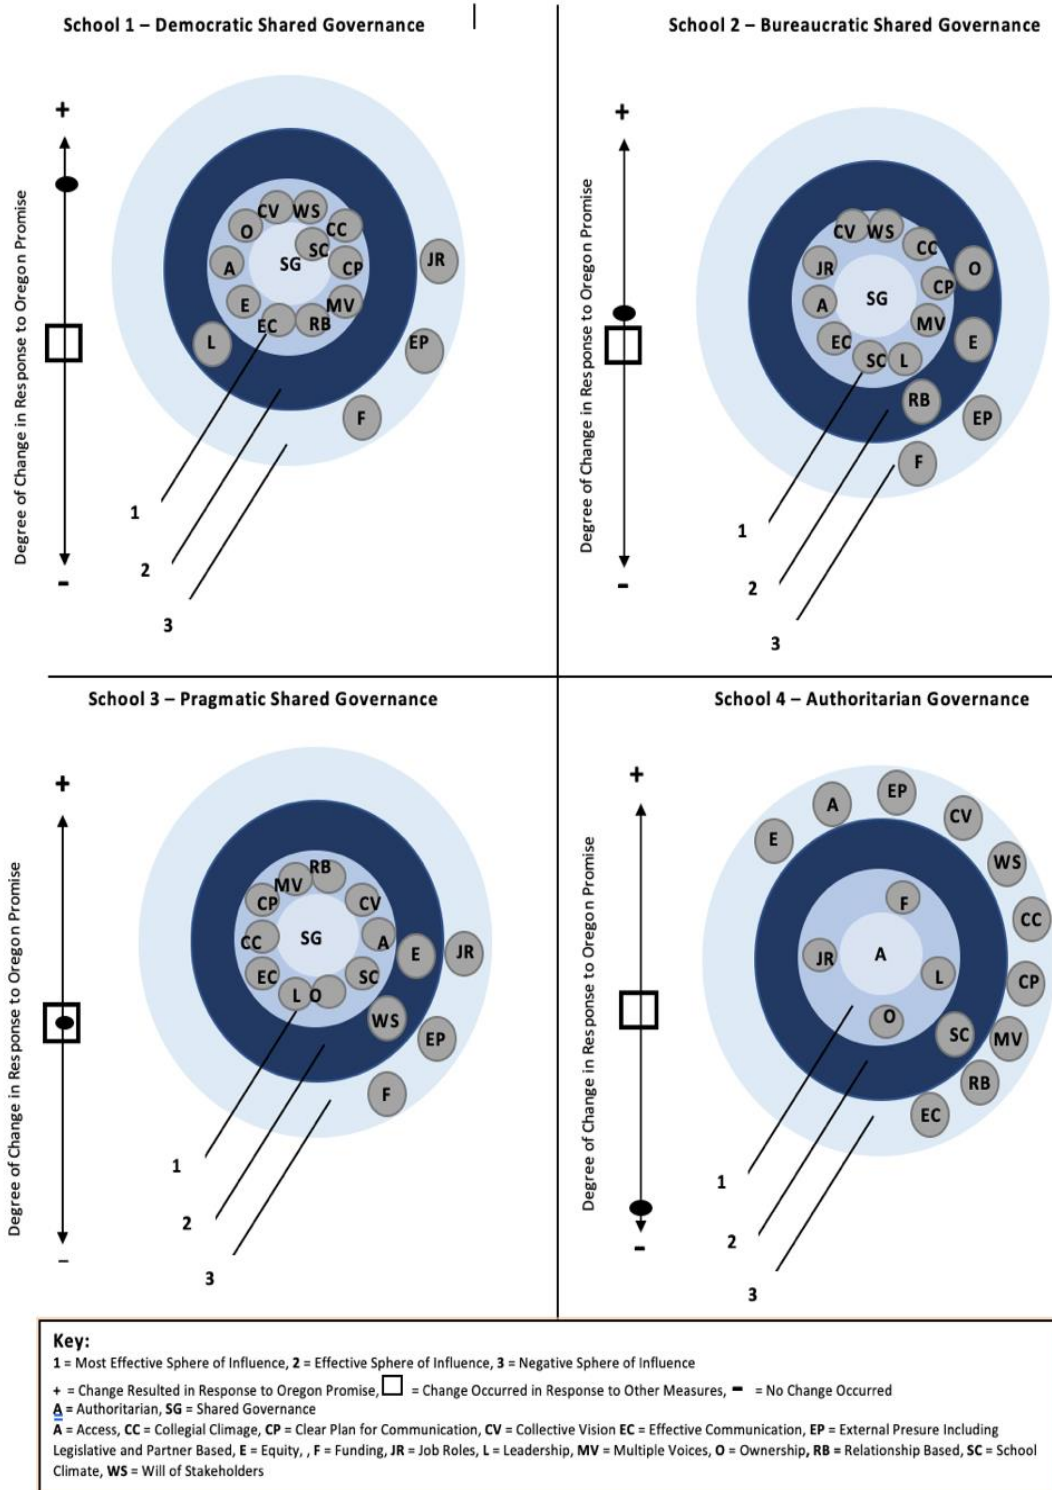 School 1 – Democratic Shared Governance
+
Degree of Change in Response to Oregon Promise
-
CV
WS
O
CC
SC
A
SG
CP
JR
E
MV
EC
RB
L
EP
F
1
2
3
School 2 – Bureaucratic Shared Governance
+
Degree of Change in Response to Oregon Promise
-
CV
WS
CC
JR
O
CP
A
SG
MV
EC
E
SC
L
RB
EP
F
1
2
3
School 3 – Pragmatic Shared Governance
+
Degree of Change in Response to Oregon Promise
–
RB
MV
CP
CV
CC
SG
A
E
JR
EC
SC
L
O
WS
EP
F
1
2
3
School 4 – Authoritarian Governance
+
Degree of Change in Response to Oregon Promise
-
EP
A
CV
E
WS
F
CC
JR
A
L
CP
O
SC
MV
RB
EC
1
2
3
Key:
1 = Most Effective Sphere of Influence, 2 = Effective Sphere of Influence, 3 = Negative Sphere of Influence
+ = Change Resulted in Response to Oregon Promise, = Change Occurred in Response to Other Measures, - = No Change Occurred
A = Authoritarian, SG = Shared Governance
A = Access, CC = Collegial Climage, CP = Clear Plan for Communication, CV = Collective Vision EC = Effective Communication, EP = External Presure Including
Legislative and Partner Based, E = Equity, , F = Funding, JR = Job Roles, L = Leadership, MV = Multiple Voices, O = Ownership, RB = Relationship Based, SC = School
Climate, WS = Will of Stakeholders